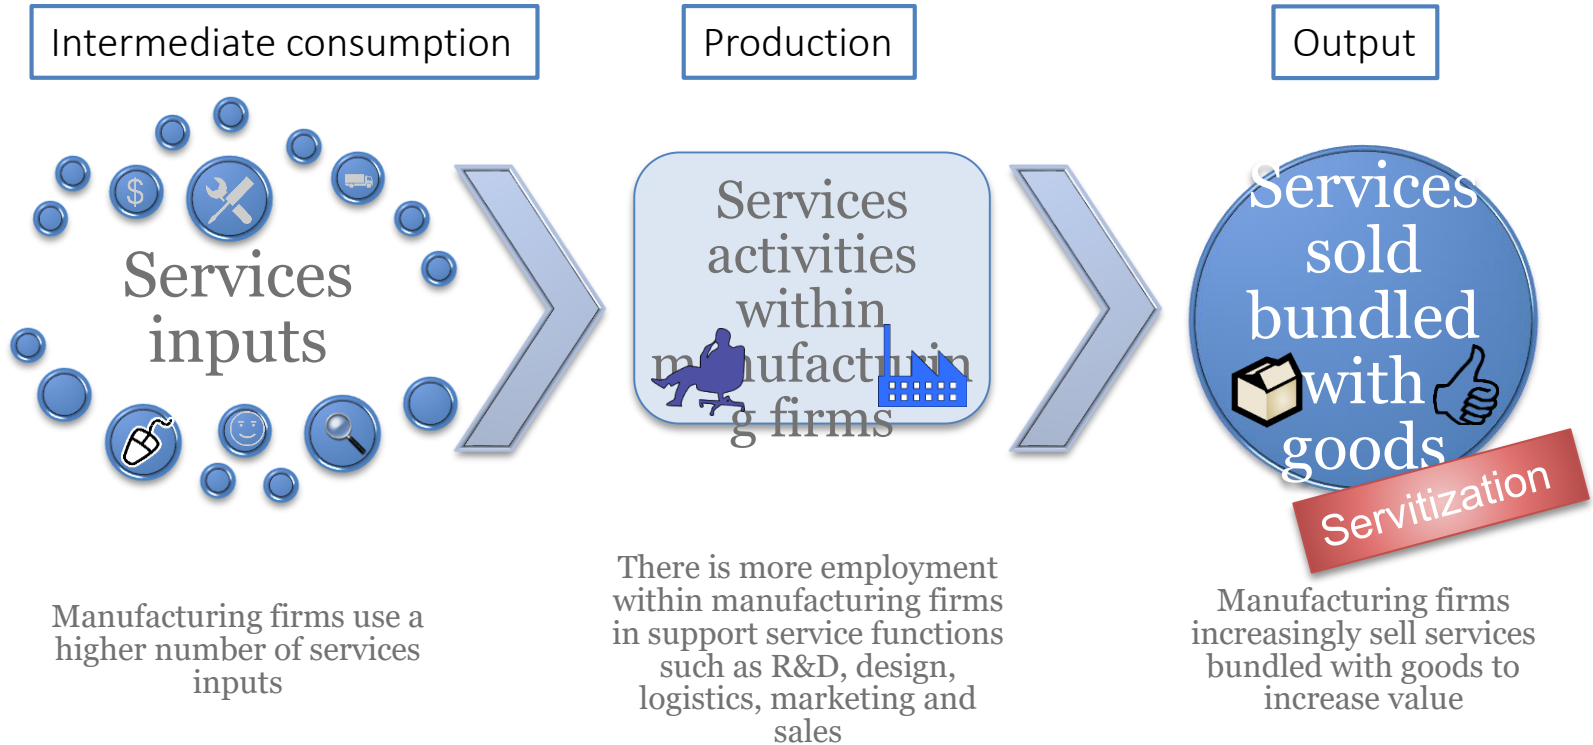 Intermediate consumption
Production
Output
$
Services
inputs
Services
activities
within
manufacturin
g firms
Services
sold
bundled
with
goods
Servitization
Manufacturing firms use a
higher number of services
inputs
There is more employment
within manufacturing firms
in support service functions
such as R&D, design,
logistics, marketing and
sales
Manufacturing firms
increasingly sell services
bundled with goods to
increase value